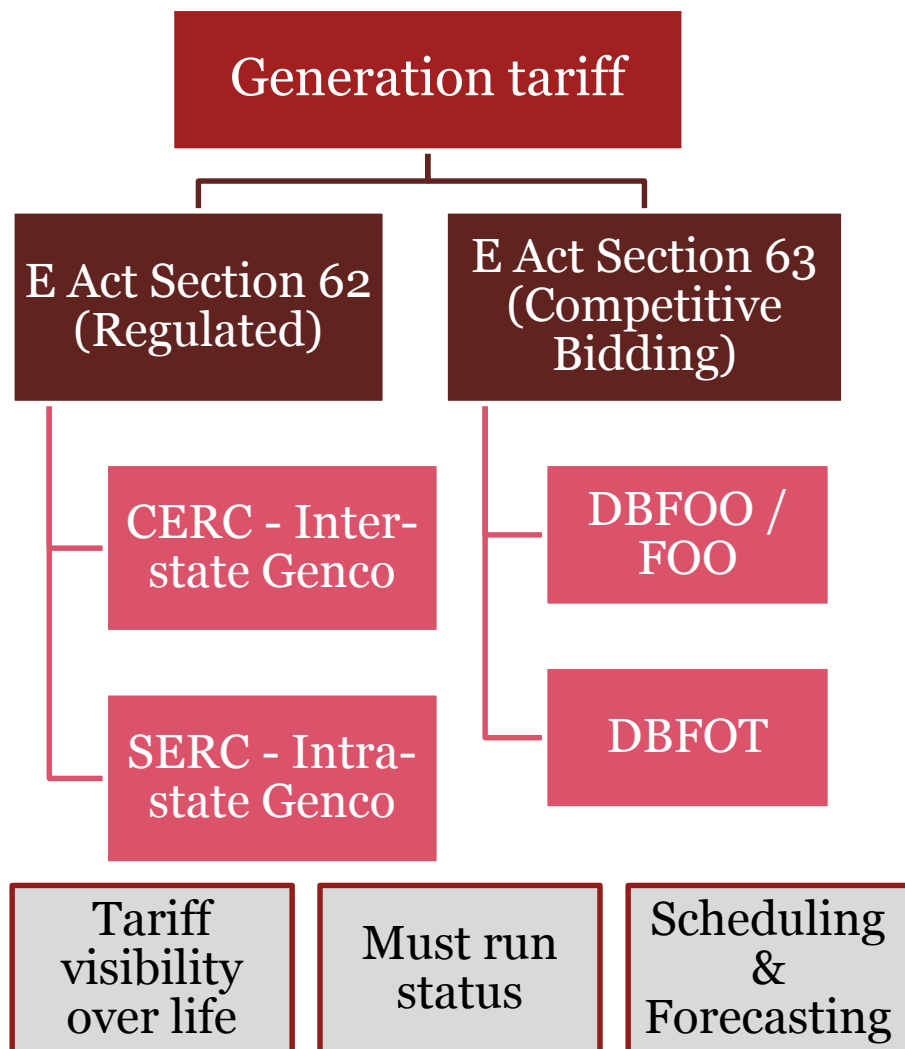 Generation tariff
E Act Section 62
(Regulated)
E Act Section 63
(Competitive
Bidding)
CERC - Inter-
state Genco
DBFOO /
FOO
SERC - Intra-
state Genco
DBFOT
Tariff
visibility
over life
Must run
status
Scheduling
&
Forecasting